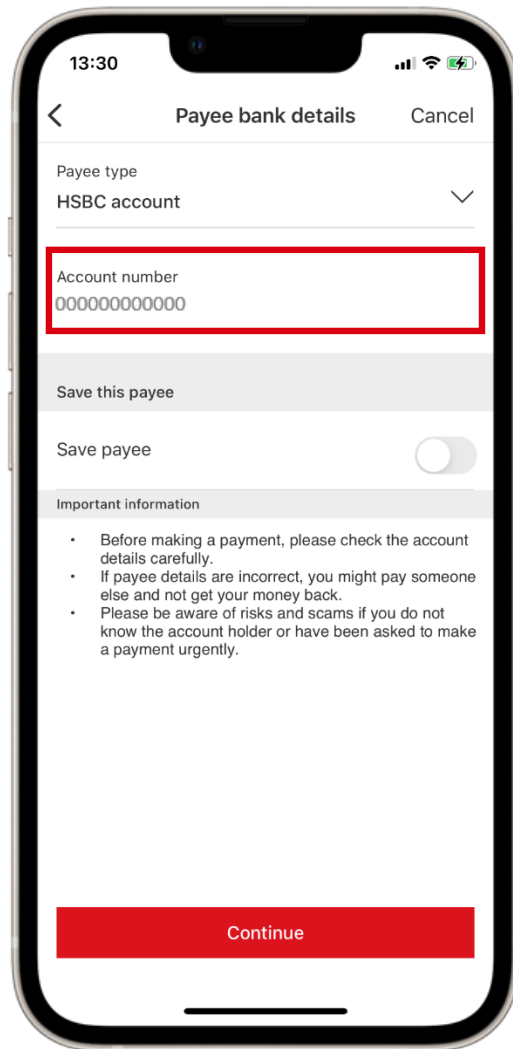 13:30
Payee bank details Cancel
Payee type
HSBC account
Account number
000000000000
Save this payee
Save payee
Important information
• Before making a payment, please check the account
details carefully.
• If payee details are incorrect, you might pay someone
else and not get your money back.
• Please be aware of risks and scams if you do not
know the account holder or have been asked to make
a payment urgently.
Continue